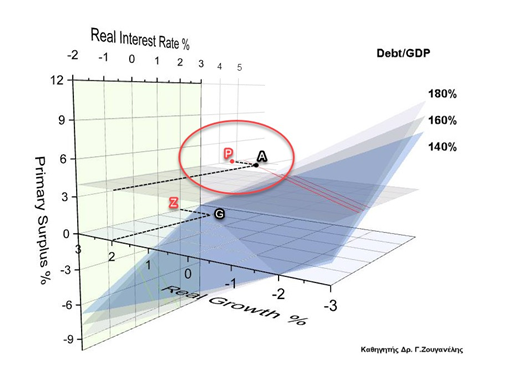 Real Interest Rate %
-2 -1 0 1 2 3 4 5
Debt/GDP
12
9
6
3
0
-3
-6
-9
Primary Surplus %
180%
160%
140%
P
A
Z
G
3 2 1 0 -1 -2 -3
Real Growth %
Καθηγητής Δρ. Γ.Ζουγανέλης